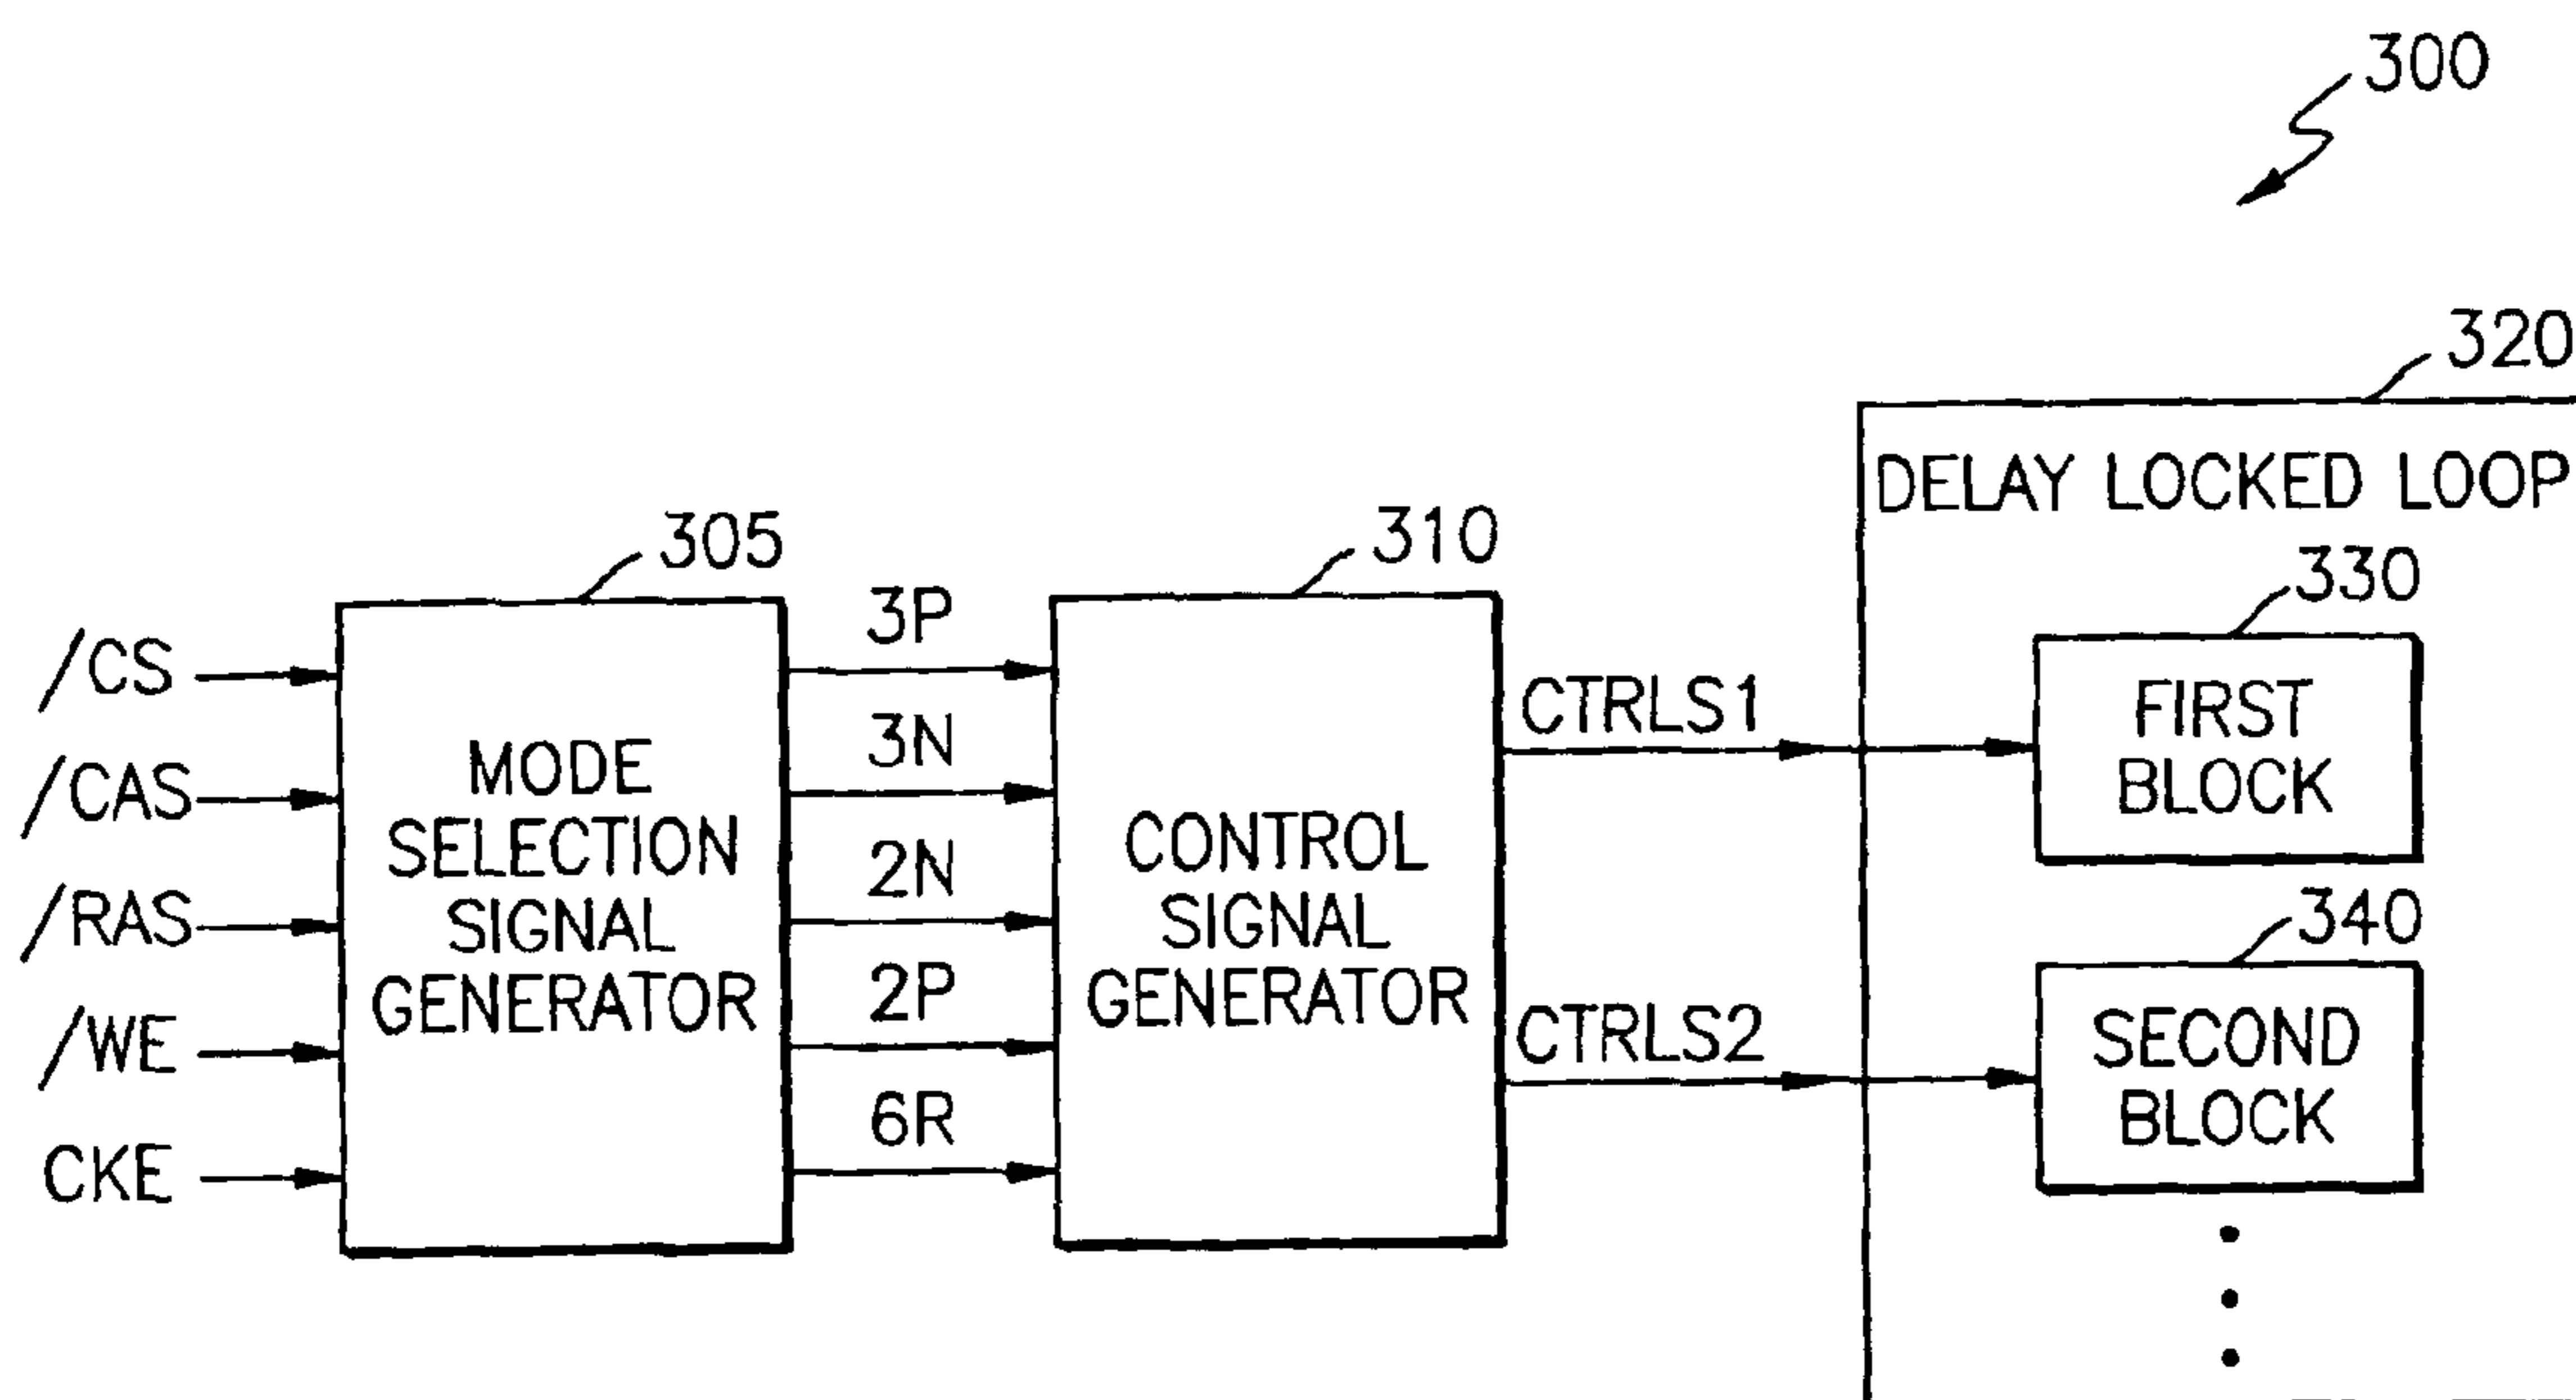 300
320
DELAY LOCKED LOOP
305
310
330
/CS
/CAS
/RAS
/WE
CKE
MODE
SELECTION
SIGNAL
GENERATOR
3P
3N
2N
2P
6R
CONTROL
SIGNAL
GENERATOR
CTRLS1
CTRLS2
FIRST
BLOCK
340
SECOND
BLOCK